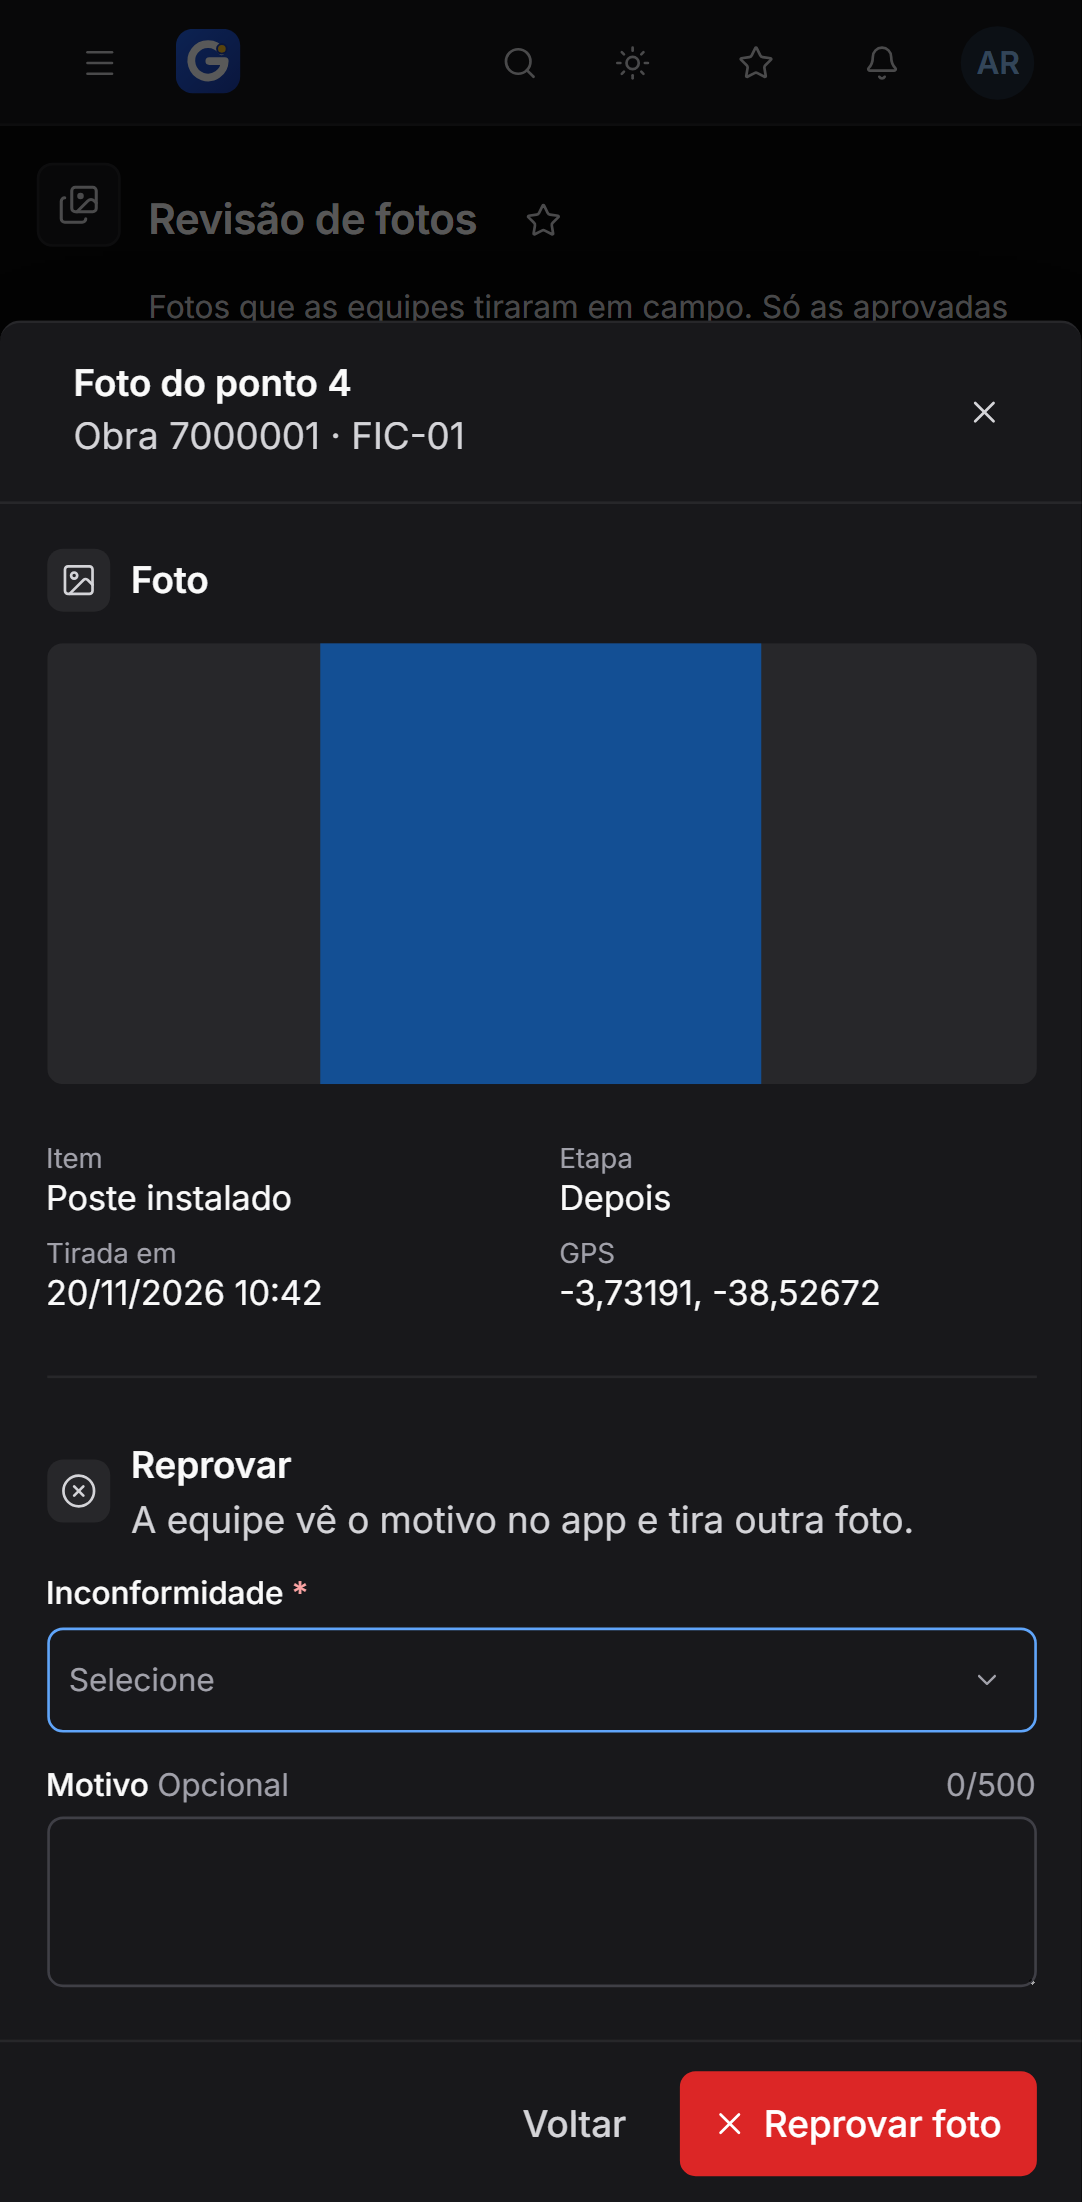 G
AR
Revisão de fotos
Fotos que as equipes tiraram em campo. Só as aprovadas
Foto do ponto 4
Obra 7000001 · FIC-01
Foto
Item
Etapa
Poste instalado
Depois
Tirada em
GPS
20/11/2026 10:42
-3,73191, -38,52672
Reprovar
A equipe vê o motivo no app e tira outra foto.
Inconformidade *
Selecione
Motivo Opcional
0/500
Voltar
Reprovar foto